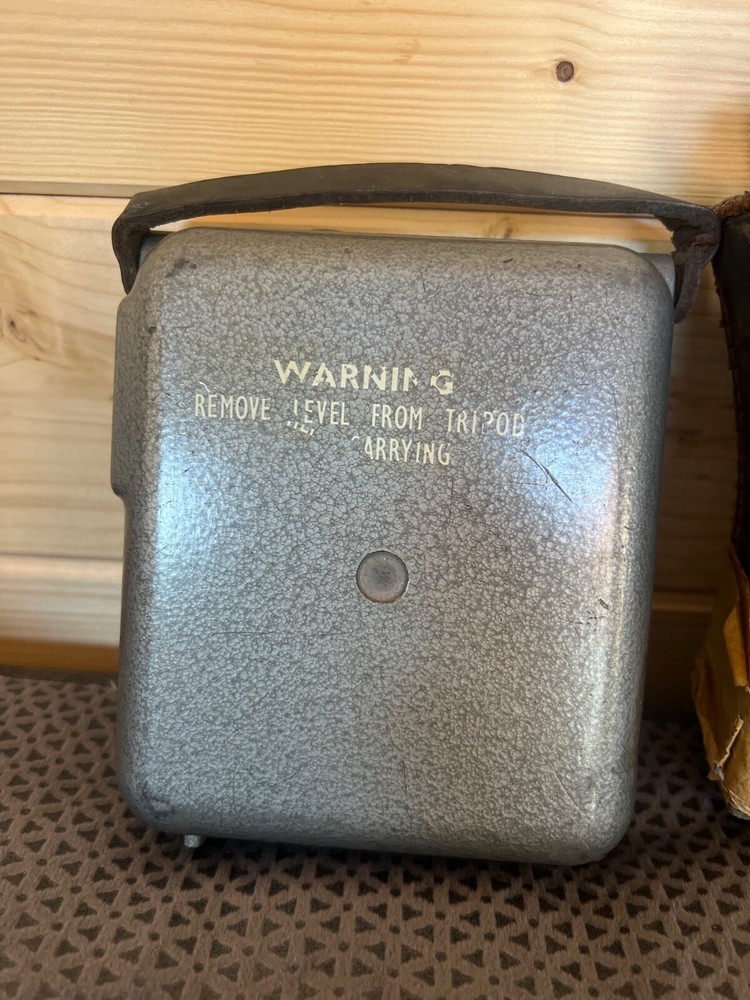 WARNING
REMOVE LEVEL FROM TRIPOD
CARRYING